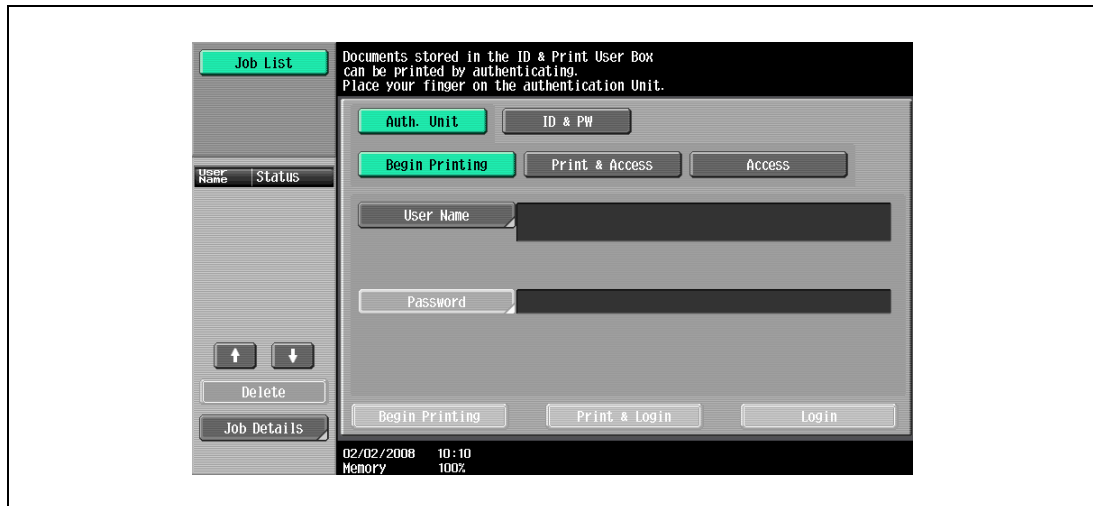 Job List
Documents stored in the ID & Print User Box
can be printed by authenticating.
Place your finger on the authentication Unit.
Auth. Unit
ID & PW
Begin Printing
Print & Access
Access
User
Name
Status
User Name
Password
Delete
Job Details
Begin Printing
Print & Login
Login
02/02/2008 10:10
Memory 100%